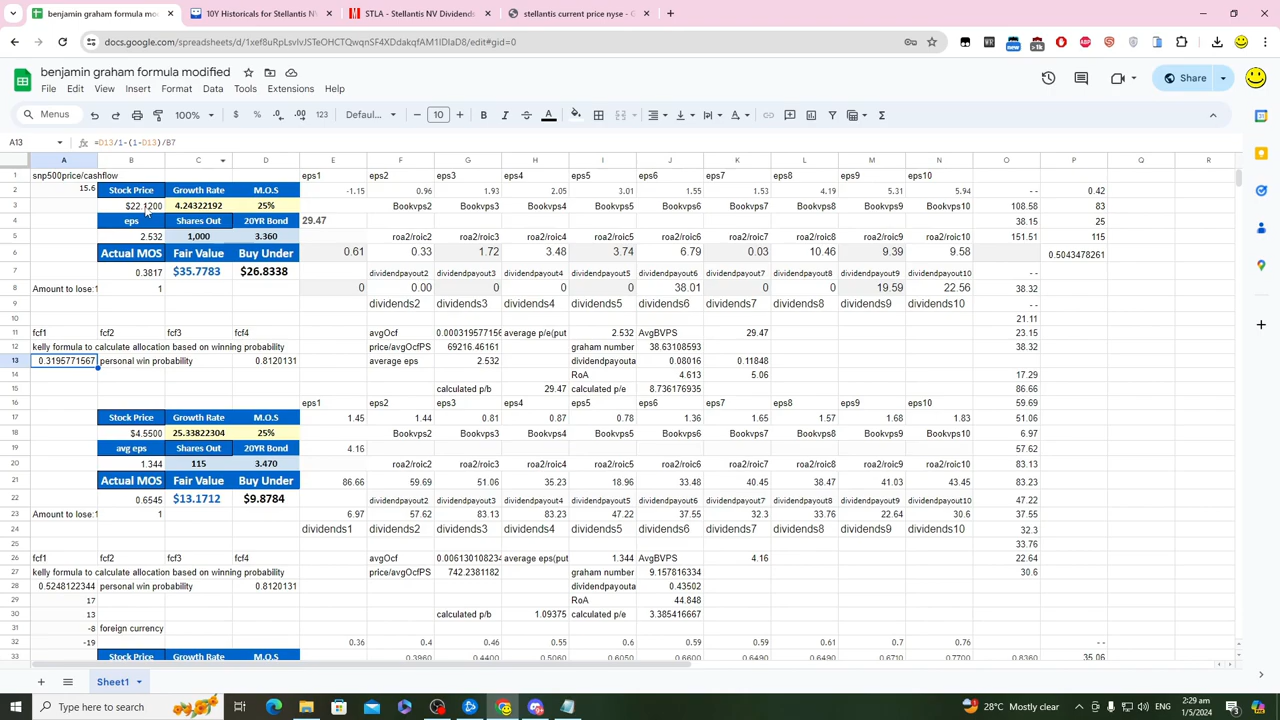 benjamin graham formula mod
10Y Historicals for Stellantis NV
STLA - Stellantis NV Dividends
stellantis current price nyse - G
docs.google.com/spreadsheets/d/
/edit#gid=0
benjamin graham formula modified
File Edit View Insert Format Data Tools Extensions Help
Share
Menus 100% $ % .0 .00 123 Defaul... 10 B I A
A13 fx =D13/1-(1-D13)/B7
A B C D E F G H I J K L M N O P Q R
1 snp500price/cashflow eps1 eps2 eps3 eps4 eps5 eps6 eps7 eps8 eps9 eps10
2 15.6 Stock Price Growth Rate M.O.S -1.15 0.96 1.93 2.05 3.01 1.55 1.53 4.19 5.31 5.94 - - 0.42
3 $22.1200 4.24322192 25% Bookvps2 Bookvps3 Bookvps4 Bookvps5 Bookvps6 Bookvps7 Bookvps8 Bookvps9 Bookvps10 108.58 83
4 eps Shares Out 20YR Bond 29.47 38.15 25
5 2.532 1,000 3.360 roa2/roic2 roa2/roic3 roa2/roic4 roa2/roic5 roa2/roic6 roa2/roic7 roa2/roic8 roa2/roic9 roa2/roic10 151.51 115
6 Actual MOS Fair Value Buy Under 0.61 0.33 1.72 3.48 3.74 6.79 0.03 10.46 9.39 9.58 0.5043478261
7 0.3817 $35.7783 $26.8338 dividendpayout2 dividendpayout3 dividendpayout4 dividendpayout5 dividendpayout6 dividendpayout7 dividendpayout8 dividendpayout9 dividendpayout10 - -
8 Amount to lose:1 1 0 0.00 0 0 0 38.01 0 0 19.59 22.56 38.32
9 dividends2 dividends3 dividends4 dividends5 dividends6 dividends7 dividends8 dividends9 dividends10 - -
10 21.11
11 fcf1 fcf2 fcf3 fcf4 avgOcf 0.000319577156 average p/e(put 2.532 AvgBVPS 29.47 23.15
12 kelly formula to calculate allocation based on winning probability price/avgOcfPS 69216.46161 graham number 38.63108593 38.32
13 0.3195771567 personal win probability 0.8120131 average eps 2.532 dividendpayouta 0.08016 0.11848
14 RoA 4.613 5.06 17.29
15 calculated p/b 29.47 calculated p/e 8.736176935 86.66
16 eps1 eps2 eps3 eps4 eps5 eps6 eps7 eps8 eps9 eps10 59.69
17 Stock Price Growth Rate M.O.S 1.45 1.44 0.81 0.87 0.78 1.36 1.65 1.57 1.68 1.83 51.06
18 $4.5500 25.33822304 25% Bookvps2 Bookvps3 Bookvps4 Bookvps5 Bookvps6 Bookvps7 Bookvps8 Bookvps9 Bookvps10 6.97
19 avg eps Shares Out 20YR Bond 4.16 57.62
20 1.344 115 3.470 roa2/roic2 roa2/roic3 roa2/roic4 roa2/roic5 roa2/roic6 roa2/roic7 roa2/roic8 roa2/roic9 roa2/roic10 83.13
21 Actual MOS Fair Value Buy Under 86.66 59.69 51.06 35.23 18.96 33.48 40.45 38.47 41.03 43.45 83.23
22 0.6545 $13.1712 $9.8784 dividendpayout2 dividendpayout3 dividendpayout4 dividendpayout5 dividendpayout6 dividendpayout7 dividendpayout8 dividendpayout9 dividendpayout10 47.22
23 Amount to lose:1 1 6.97 57.62 83.13 83.23 47.22 37.55 32.3 33.76 22.64 30.6 37.55
24 dividends1 dividends2 dividends3 dividends4 dividends5 dividends6 dividends7 dividends8 dividends9 dividends10 32.3
25 33.76
26 fcf1 fcf2 fcf3 fcf4 avgOcf 0.006130108234 average eps(put 1.344 AvgBVPS 4.16 22.64
27 kelly formula to calculate allocation based on winning probability price/avgOcfPS 742.2381182 graham number 9.157816334 30.6
28 0.5248122344 personal win probability 0.8120131 dividendpayouta 0.43502
29 17 RoA 44.848
30 13 calculated p/b 1.09375 calculated p/e 3.385416667
31 -8 foreign currency
32 -19 0.36 0.4 0.46 0.55 0.6 0.59 0.59 0.61 0.7 0.76 - -
33 Stock Price Growth Rate M.O.S 0.3960 0.4400 0.5060 0.6050 0.6600 0.6490 0.6490 0.6710 0.7700 0.8360 35.06
Sheet1
Type here to search
28°C Mostly clear
2:29 am
1/5/2024